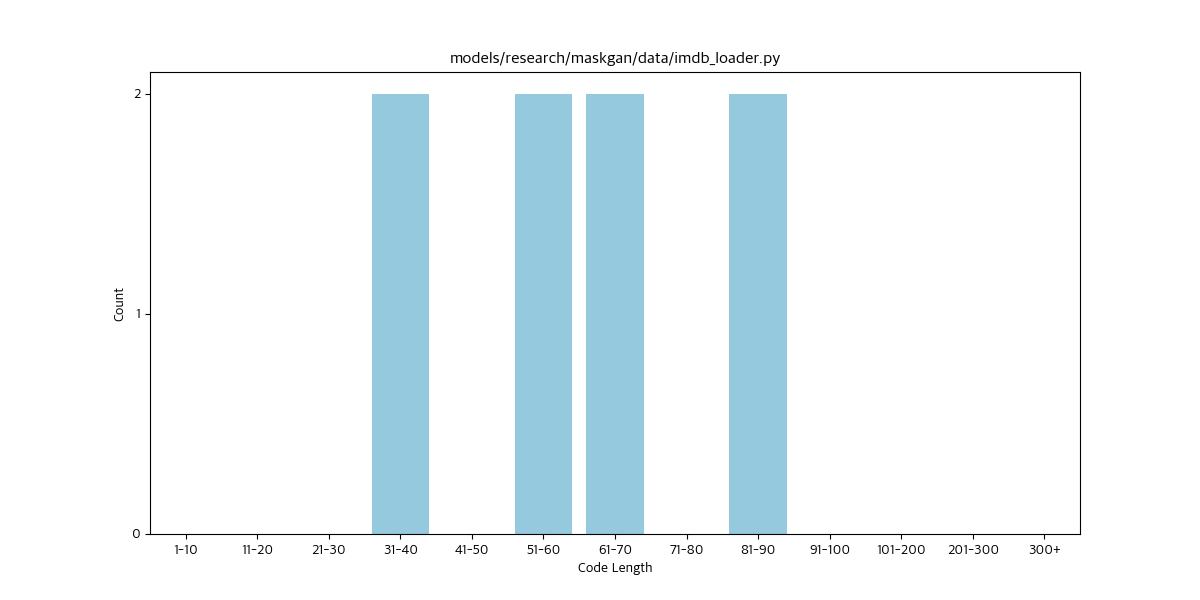 models/research/maskgan/data/imdb_loader.py
2
1
0
Count
1-10 11-20 21-30 31-40 41-50 51-60 61-70 71-80 81-90 91-100 101-200 201-300 300+
Code Length